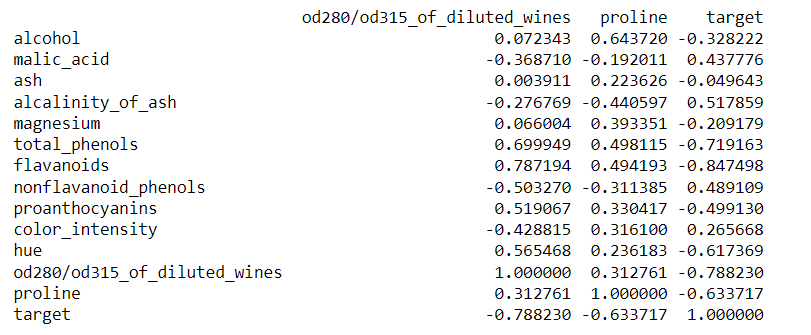 od280/od315_of_diluted_wines proline target
alcohol 0.072343 0.643720 -0.328222
malic_acid -0.368710 -0.192011 0.437776
ash 0.003911 0.223626 -0.049643
alcalinity_of_ash -0.276769 -0.440597 0.517859
magnesium 0.066004 0.393351 -0.209179
total_phenols 0.699949 0.498115 -0.719163
flavanoids 0.787194 0.494193 -0.847498
nonflavanoid_phenols -0.503270 -0.311385 0.489109
proanthocyanins 0.519067 0.330417 -0.499130
color_intensity -0.428815 0.316100 0.265668
hue 0.565468 0.236183 -0.617369
od280/od315_of_diluted_wines 1.000000 0.312761 -0.788230
proline 0.312761 1.000000 -0.633717
target -0.788230 -0.633717 1.000000